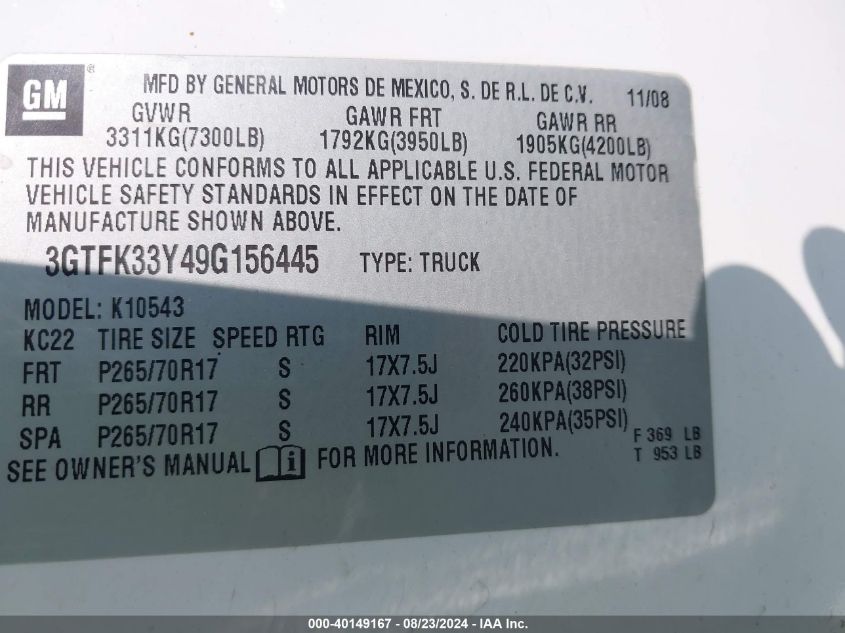 GM ®
MFD BY GENERAL MOTORS DE MEXICO, S. DE R.L. DE C.V. 11/08
GVWR GAWR FRT GAWR RR
3311KG(7300LB) 1792KG(3950LB) 1905KG(4200LB)
THIS VEHICLE CONFORMS TO ALL APPLICABLE U.S. FEDERAL MOTOR
VEHICLE SAFETY STANDARDS IN EFFECT ON THE DATE OF
MANUFACTURE SHOWN ABOVE.
3GTFK33Y49G156445 TYPE: TRUCK
MODEL: K10543
KC22 TIRE SIZE SPEED RTG RIM COLD TIRE PRESSURE
FRT P265/70R17 S 17X7.5J 220KPA(32PSI)
RR P265/70R17 S 17X7.5J 260KPA(38PSI)
SPA P265/70R17 S 17X7.5J 240KPA(35PSI)
F 369 LB
T 953 LB
SEE OWNER'S MANUAL i FOR MORE INFORMATION.
000-40149167 - 08/23/2024 - IAA Inc.